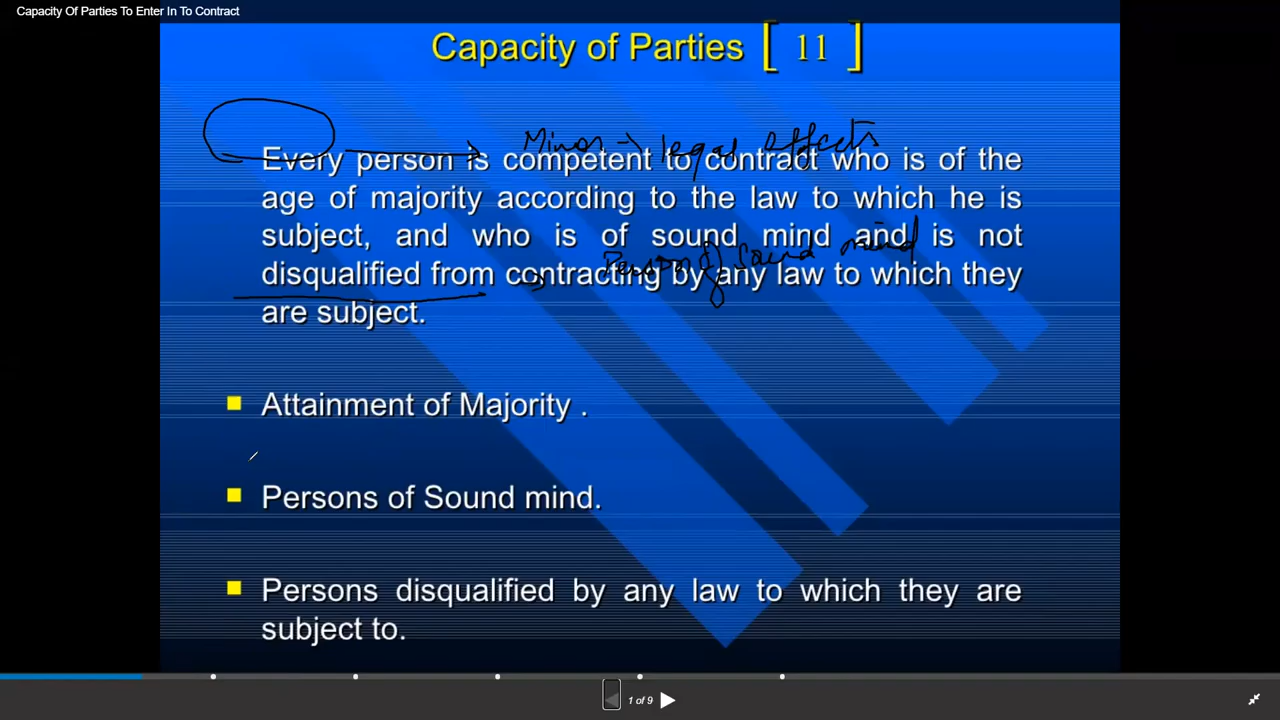 Capacity Of Parties To Enter In To Contract
Capacity of Parties [ 11 ]
Minor → legal effects
Every person is competent to contract who is of the
age of majority according to the law to which he is
subject, and who is of sound mind and is not
→ Person of Sound mind
disqualified from contracting by any law to which they
are subject.
Attainment of Majority .
Persons of Sound mind.
Persons disqualified by any law to which they are
subject to.
1 of 9